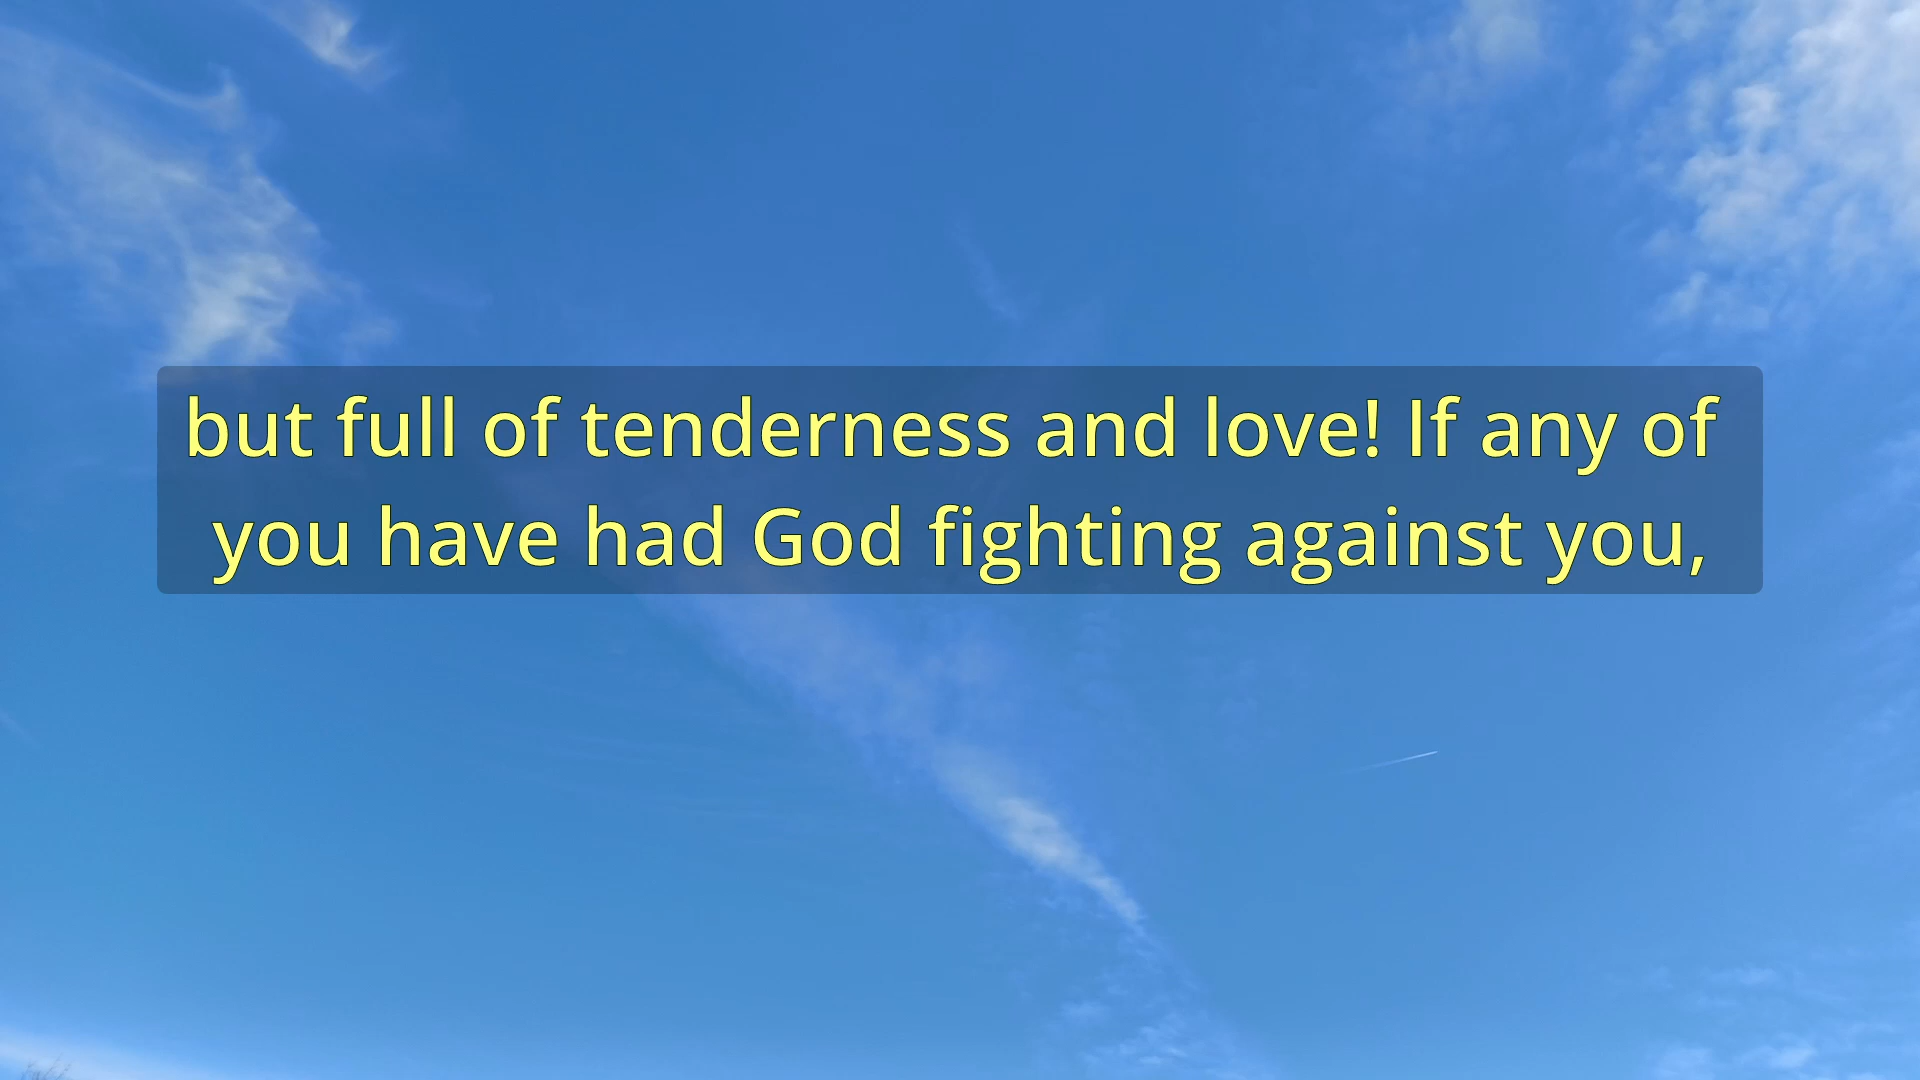 but full of tenderness and love! If any of
you have had God fighting against you,